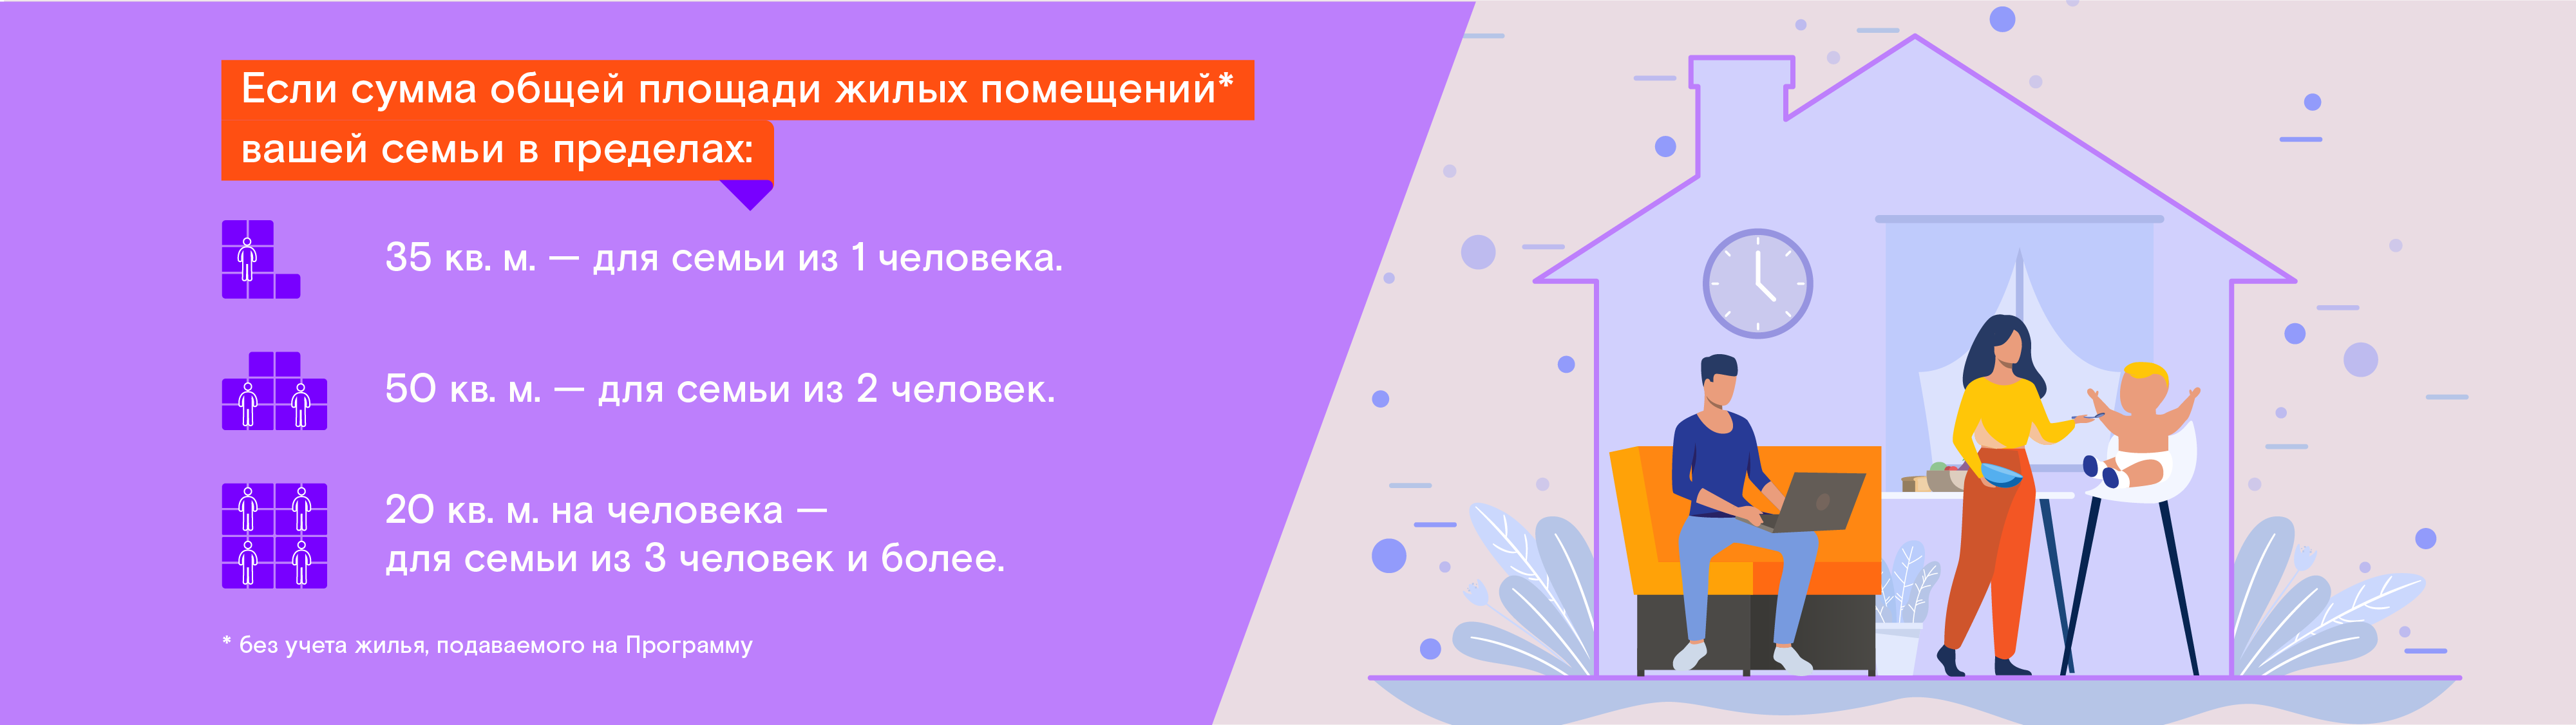 Если сумма общей площади жилых помещений*
вашей семьи в пределах:
35 кв. м. — для семьи из 1 человека.
50 кв. м. — для семьи из 2 человек.
20 кв. м. на человека —
для семьи из 3 человек и более.
* без учета жилья, подаваемого на Программу